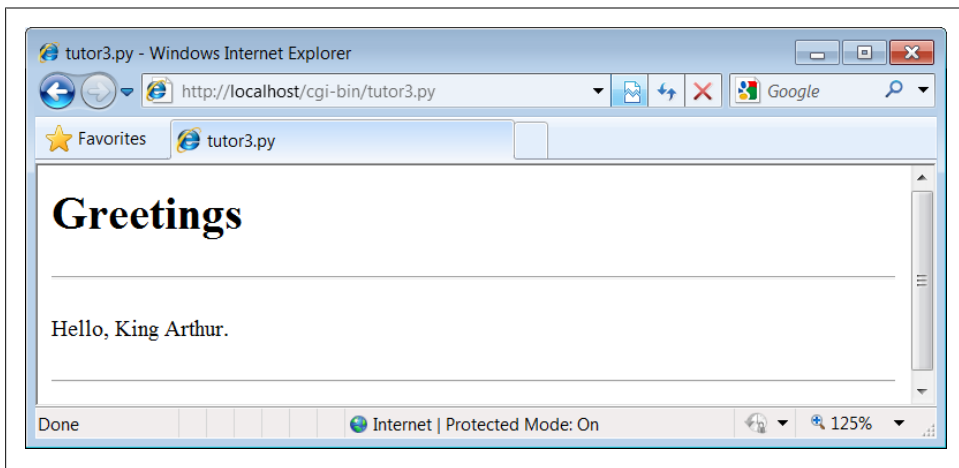 tutor3.py - Windows Internet Explorer
http://localhost/cgi-bin/tutor3.py
Google
Favorites
tutor3.py
Greetings
Hello, King Arthur.
Done
Internet | Protected Mode: On
125%